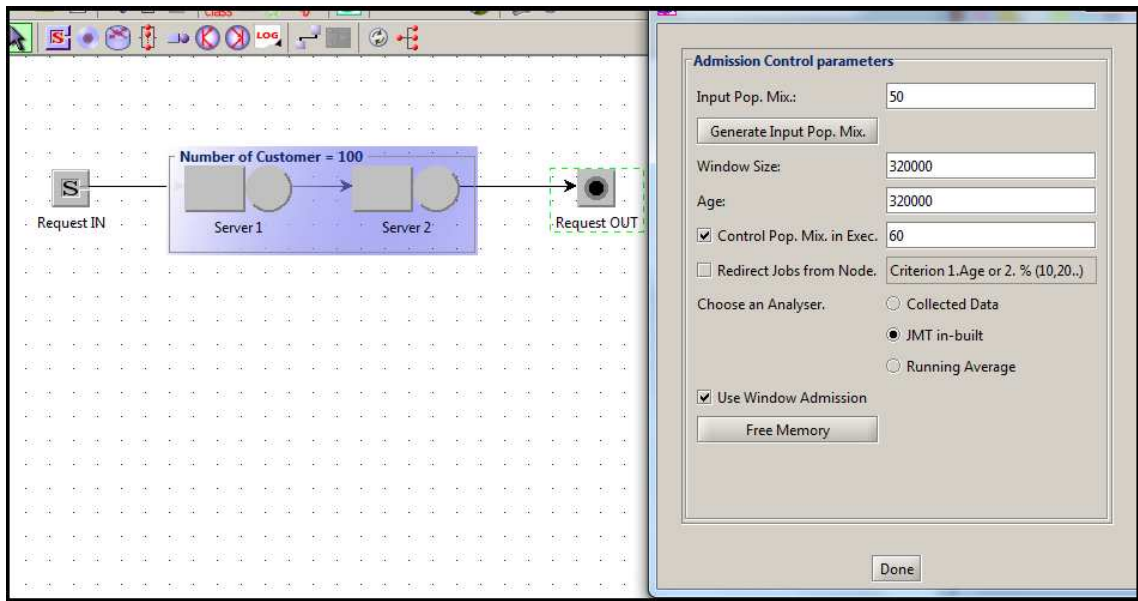 Class
S
LOG
Number of Customer = 100
S
Request IN
Server 1
Server 2
Request OUT
Admission Control parameters
Input Pop. Mix.: 50
Generate Input Pop. Mix.
Window Size: 320000
Age: 320000
Control Pop. Mix. in Exec. 60
Redirect Jobs from Node. Criterion 1.Age or 2. % (10,20..)
Choose an Analyser. Collected Data
JMT in-built
Running Average
Use Window Admission
Free Memory
Done